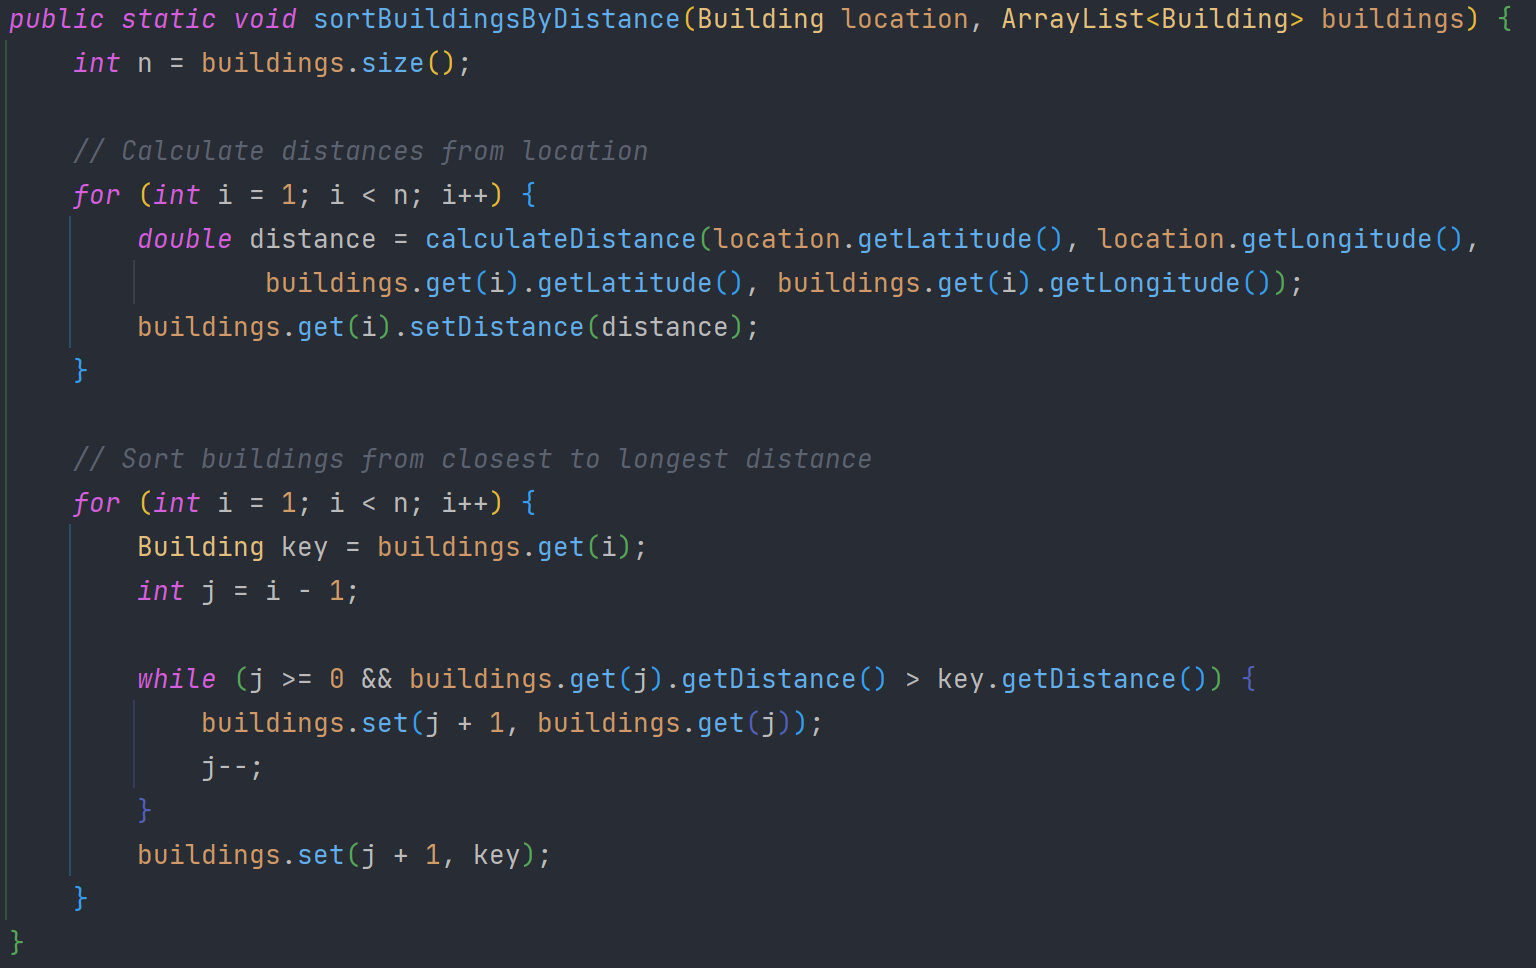 public static void sortBuildingsByDistance(Building location, ArrayList<Building> buildings) {
    int n = buildings.size();

    // Calculate distances from location
    for (int i = 1; i < n; i++) {
        double distance = calculateDistance(location.getLatitude(), location.getLongitude(),
                buildings.get(i).getLatitude(), buildings.get(i).getLongitude());
        buildings.get(i).setDistance(distance);
    }

    // Sort buildings from closest to longest distance
    for (int i = 1; i < n; i++) {
        Building key = buildings.get(i);
        int j = i - 1;

        while (j >= 0 && buildings.get(j).getDistance() > key.getDistance()) {
            buildings.set(j + 1, buildings.get(j));
            j--;
        }
        buildings.set(j + 1, key);
    }
}